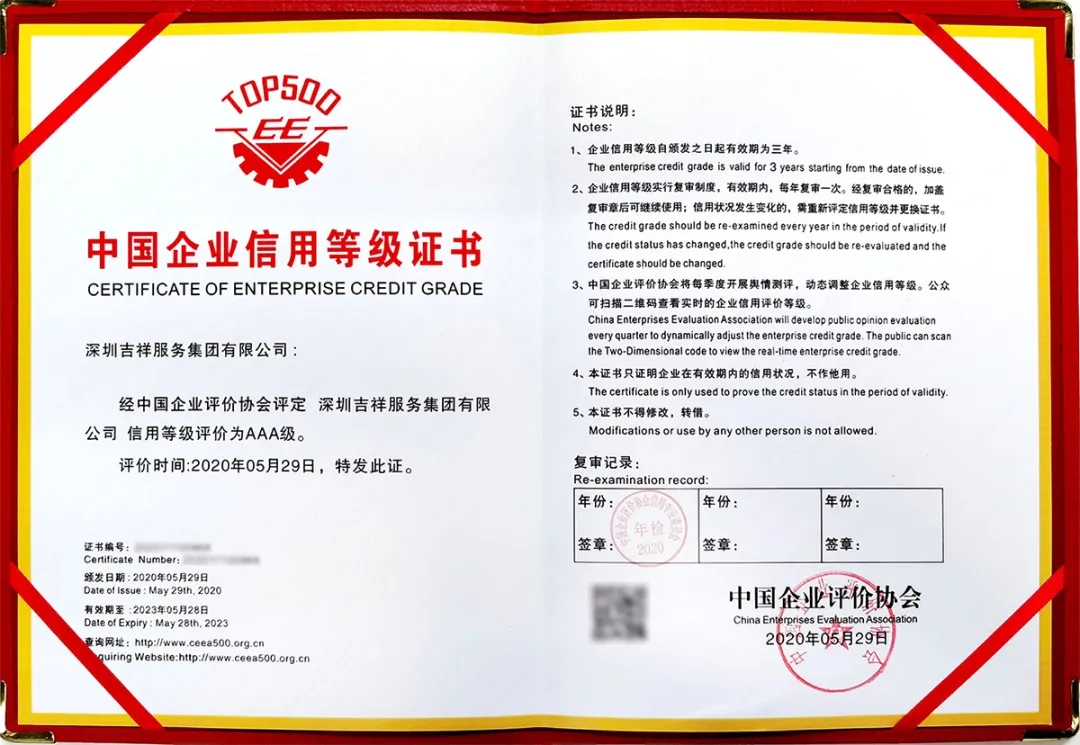 TOP500
EE
中国企业信用等级证书
CERTIFICATE OF ENTERPRISE CREDIT GRADE
深圳吉祥服务集团有限公司：
经中国企业评价协会评定 深圳吉祥服务集团有限
公司 信用等级评价为AAA级。
评价时间:2020年05月29日，特发此证。
证书编号：
Certificate Number:
颁发日期：2020年05月29日
Date of Issue : May 29th, 2020
有效期至：2023年05月28日
Date of Expiry : May 28th, 2023
查询网址：http://www.ceea500.org.cn
quiring Website:http://www.ceea500.org.cn
证书说明：
Notes:
1、企业信用等级自颁发之日起有效期为三年。
The enterprise credit grade is valid for 3 years starting from the date of issue.
2、企业信用等级实行复审制度，有效期内，每年复审一次。经复审合格的，加盖
复审章后可继续使用；信用状况发生变化的，需重新评定信用等级并更换证书。
The credit grade should be re-examined every year in the period of validity.If
the credit status has changed,the credit grade should be re-evaluated and the
certificate should be changed.
3、中国企业评价协会将每季度开展舆情测评，动态调整企业信用等级。公众
可扫描二维码查看实时的企业信用评价等级。
China Enterprises Evaluation Association will develop public opinion evaluation
every quarter to dynamically adjust the enterprise credit grade. The public can scan
the Two-Dimensional code to view the real-time enterprise credit grade.
4、本证书只证明企业在有效期内的信用状况，不作他用。
The certificate is only used to prove the credit status in the period of validity.
5、本证书不得修改，转借。
Modifications or use by any other person is not allowed.
复审记录：
Re-examination record:
年份： 年份： 年份：
年检
2020
签章： 签章： 签章：
中国企业评价协会
China Enterprises Evaluation Association
2020年05月29日